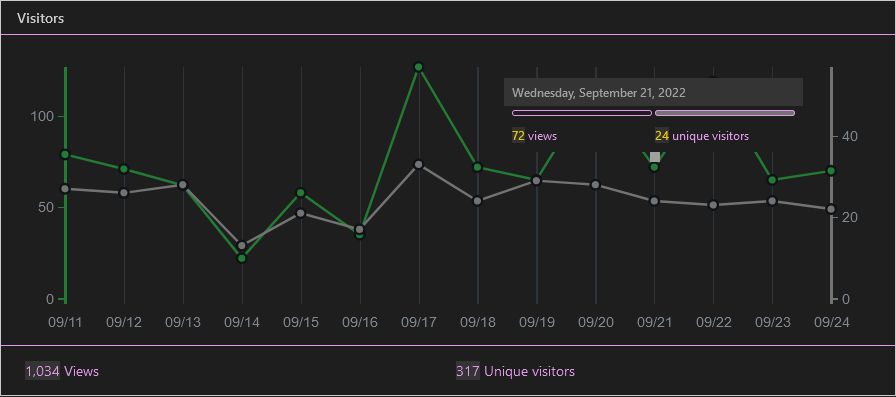 Visitors
Wednesday, September 21, 2022
72 views 24 unique visitors
100
50
0
40
20
0
09/11 09/12 09/13 09/14 09/15 09/16 09/17 09/18 09/19 09/20 09/21 09/22 09/23 09/24
1,034 Views 317 Unique visitors